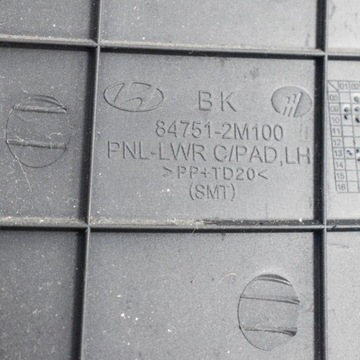 BK
84751-2M100
PNL-LWR C/PAD,LH
>PP+TD20<
(SMT)